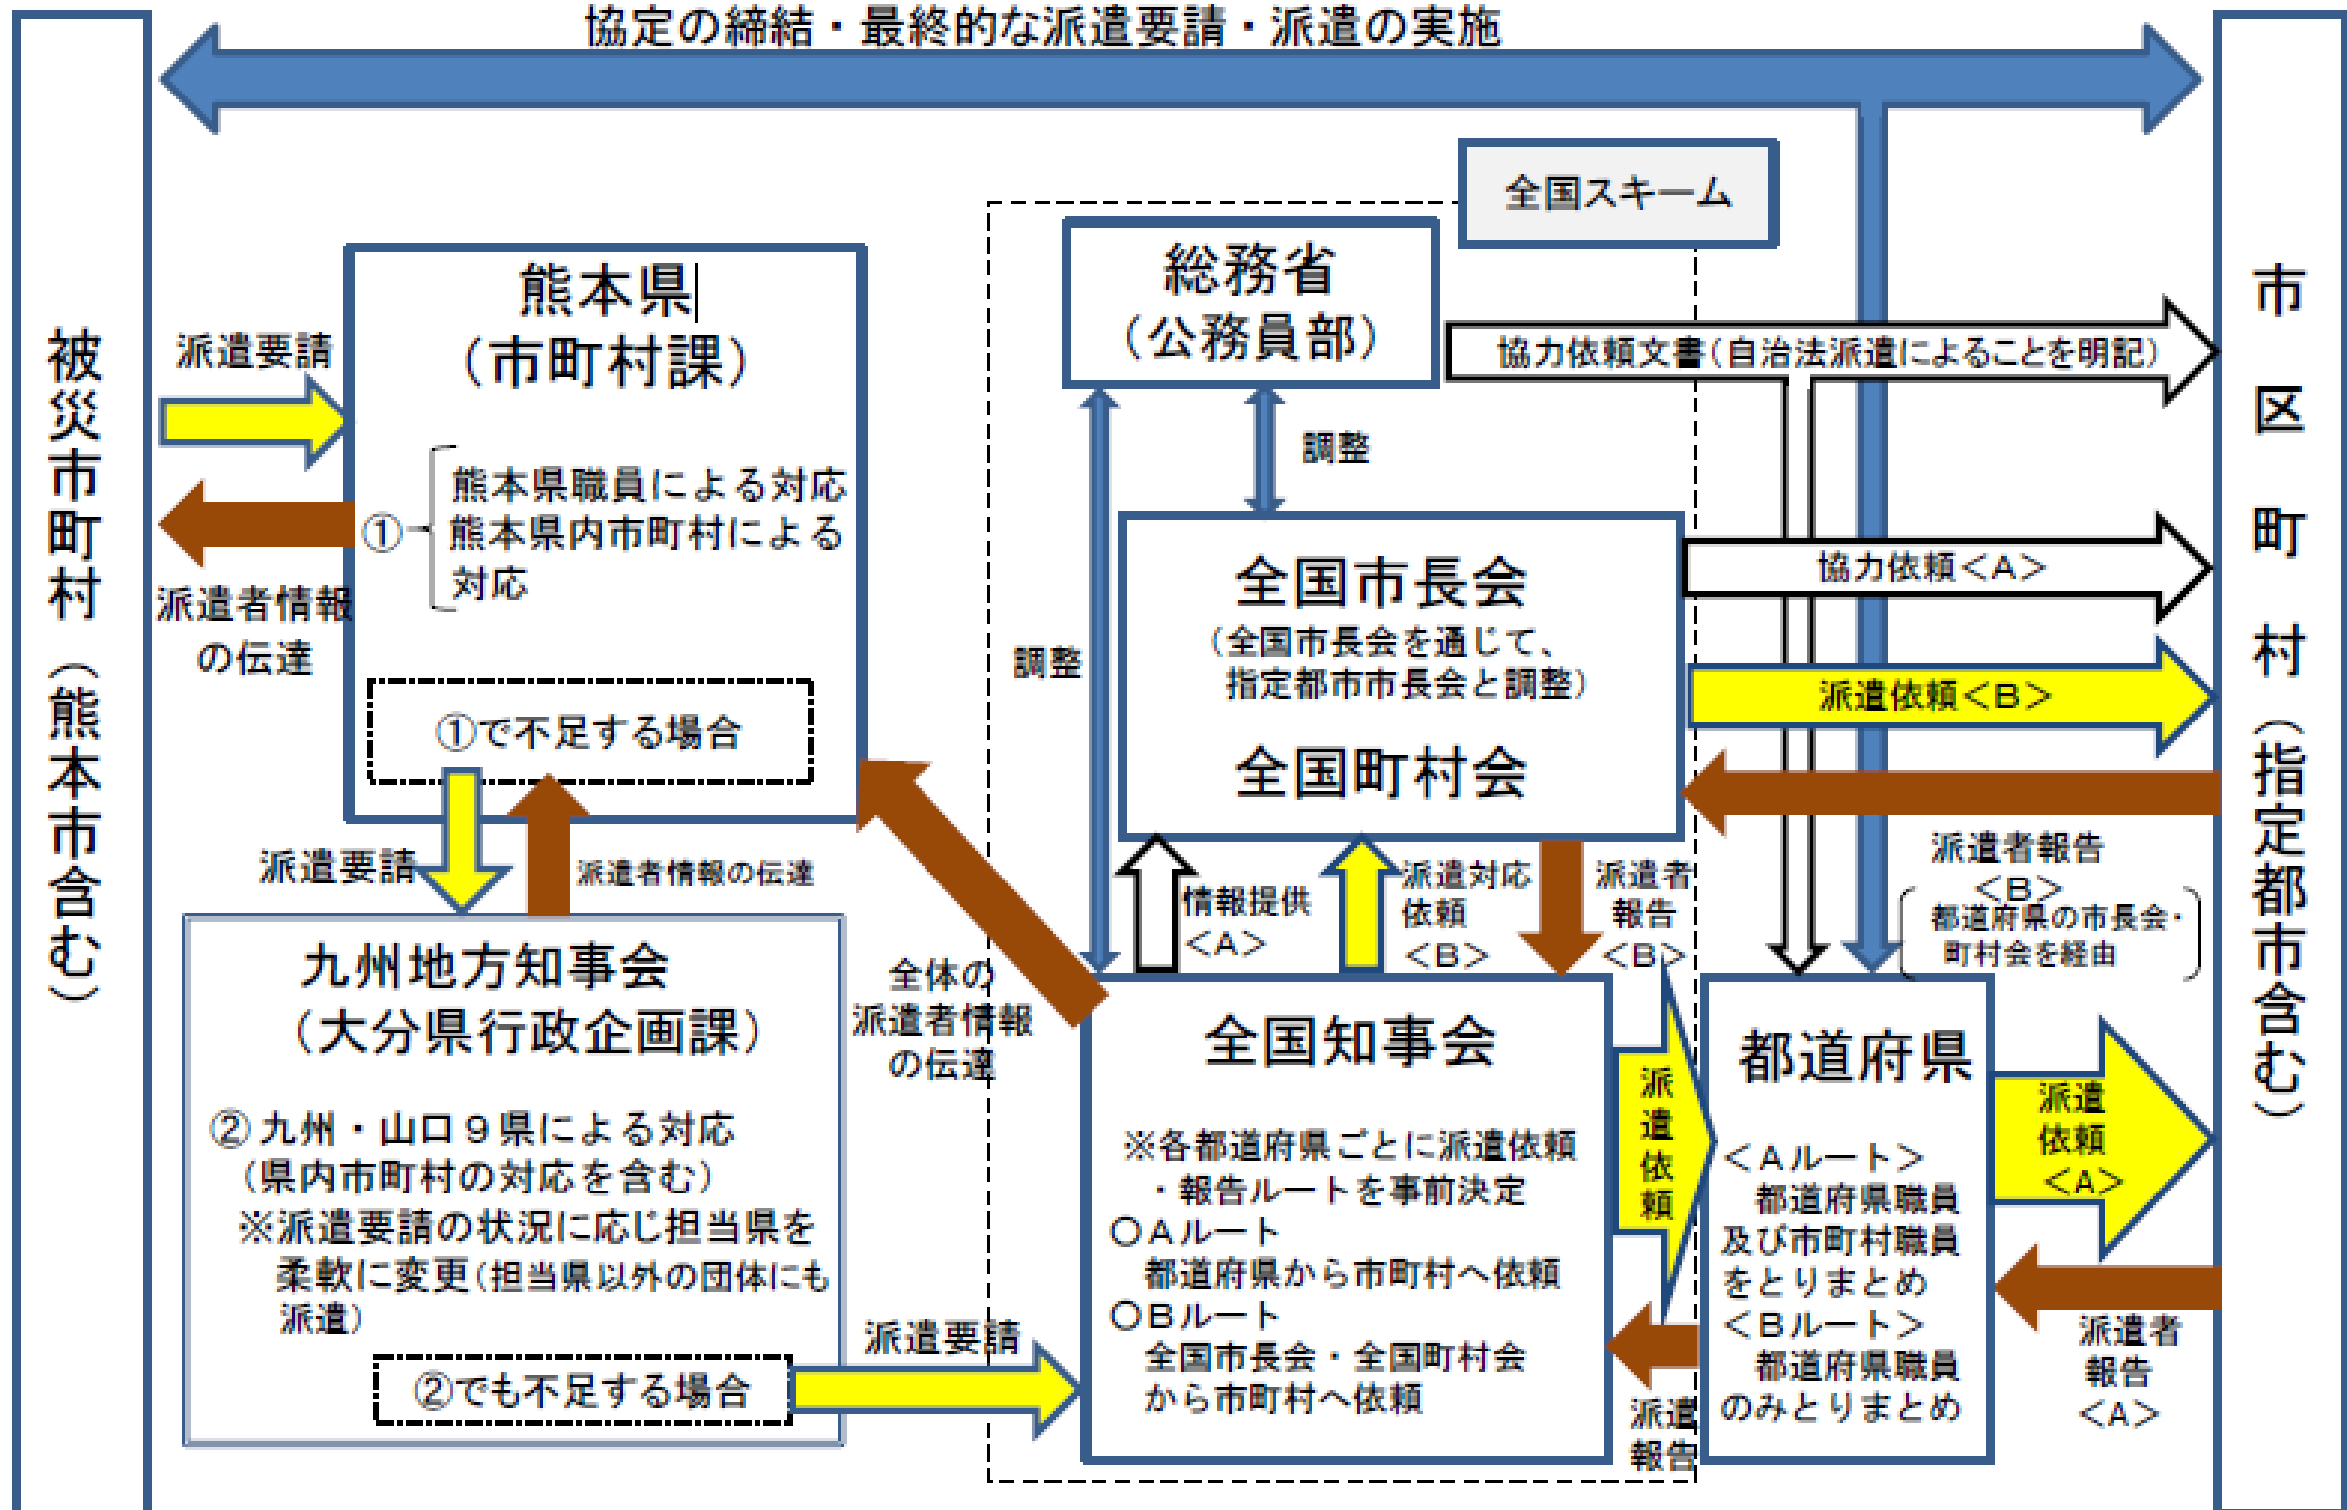 協定の締結・最終的な派遣要請・派遣の実施
被災市町村（熊本市含む）
派遣要請
派遣者情報
の伝達
熊本県
（市町村課）
①
熊本県職員による対応
熊本県内市町村による
対応
①で不足する場合
派遣要請
派遣者情報の伝達
九州地方知事会
（大分県行政企画課）
②九州・山口９県による対応
（県内市町村の対応を含む）
※派遣要請の状況に応じ担当県を
柔軟に変更（担当県以外の団体にも
派遣）
②でも不足する場合
派遣要請
全体の
派遣者情報
の伝達
全国スキーム
総務省
（公務員部）
調整
調整
全国市長会
（全国市長会を通じて、
指定都市市長会と調整）
全国町村会
情報提供
＜Ａ＞
派遣対応
依頼
＜Ｂ＞
派遣者
報告
＜Ｂ＞
全国知事会
※各都道府県ごとに派遣依頼
・報告ルートを事前決定
〇Ａルート
都道府県から市町村へ依頼
〇Ｂルート
全国市長会・全国町村会
から市町村へ依頼
派遣依頼
派遣
報告
協力依頼文書（自治法派遣によることを明記）
協力依頼＜Ａ＞
派遣依頼＜Ｂ＞
派遣者報告
＜Ｂ＞
都道府県の市長会・
町村会を経由
都道府県
＜Ａルート＞
都道府県職員
及び市町村職員
をとりまとめ
＜Ｂルート＞
都道府県職員
のみとりまとめ
派遣
依頼
＜Ａ＞
派遣者
報告
＜Ａ＞
市区町村（指定都市含む）